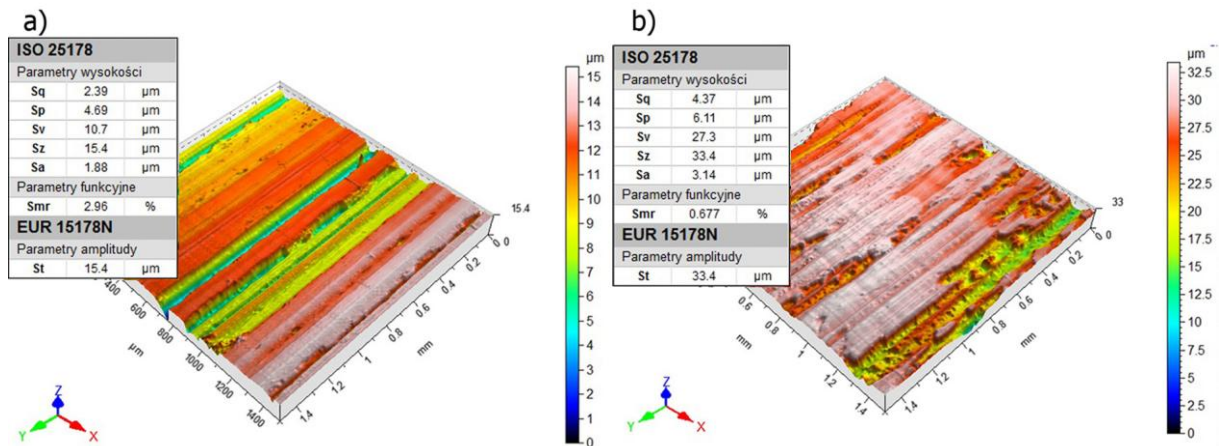 a)
ISO 25178
Parametry wysokości
Sq 2.39 µm
Sp 4.69 µm
Sv 10.7 µm
Sz 15.4 µm
Sa 1.88 µm
Parametry funkcyjne
Smr 2.96 %
EUR 15178N
Parametry amplitudy
St 15.4 µm
µm
15
14
13
12
11
10
9
8
7
6
5
4
3
2
1
0
15.4
0 0
0.2
0.4
0.6
0.8
1
1.2
1.4
mm
400
600
800
1000
1200
1400
µm
Z
Y
X
b)
ISO 25178
Parametry wysokości
Sq 4.37 µm
Sp 6.11 µm
Sv 27.3 µm
Sz 33.4 µm
Sa 3.14 µm
Parametry funkcyjne
Smr 0.677 %
EUR 15178N
Parametry amplitudy
St 33.4 µm
µm
32.5
30.0
27.5
25.0
22.5
20.0
17.5
15.0
12.5
10.0
7.5
5.0
2.5
0.0
33
0 0
0.2
0.4
0.6
0.8
1
1.2
1.4
mm
0.6
0.8
1
1.2
1.4
mm
Z
Y
X